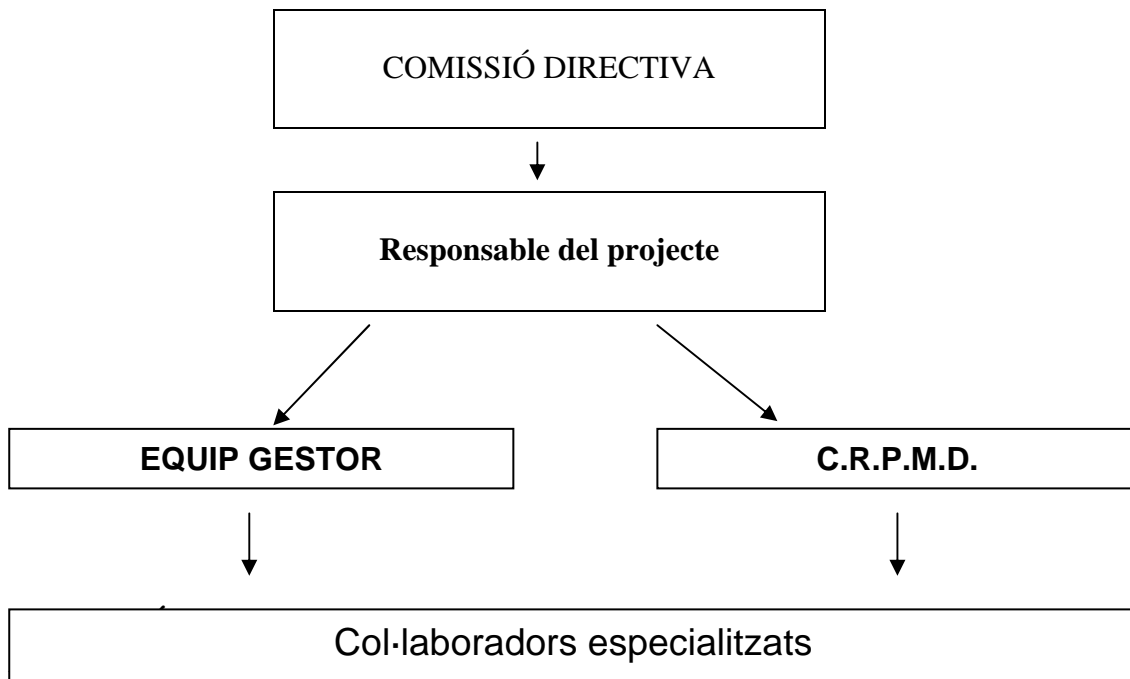 COMISSIÓ DIRECTIVA
Responsable del projecte
EQUIP GESTOR
C.R.P.M.D.
Col·laboradors especialitzats